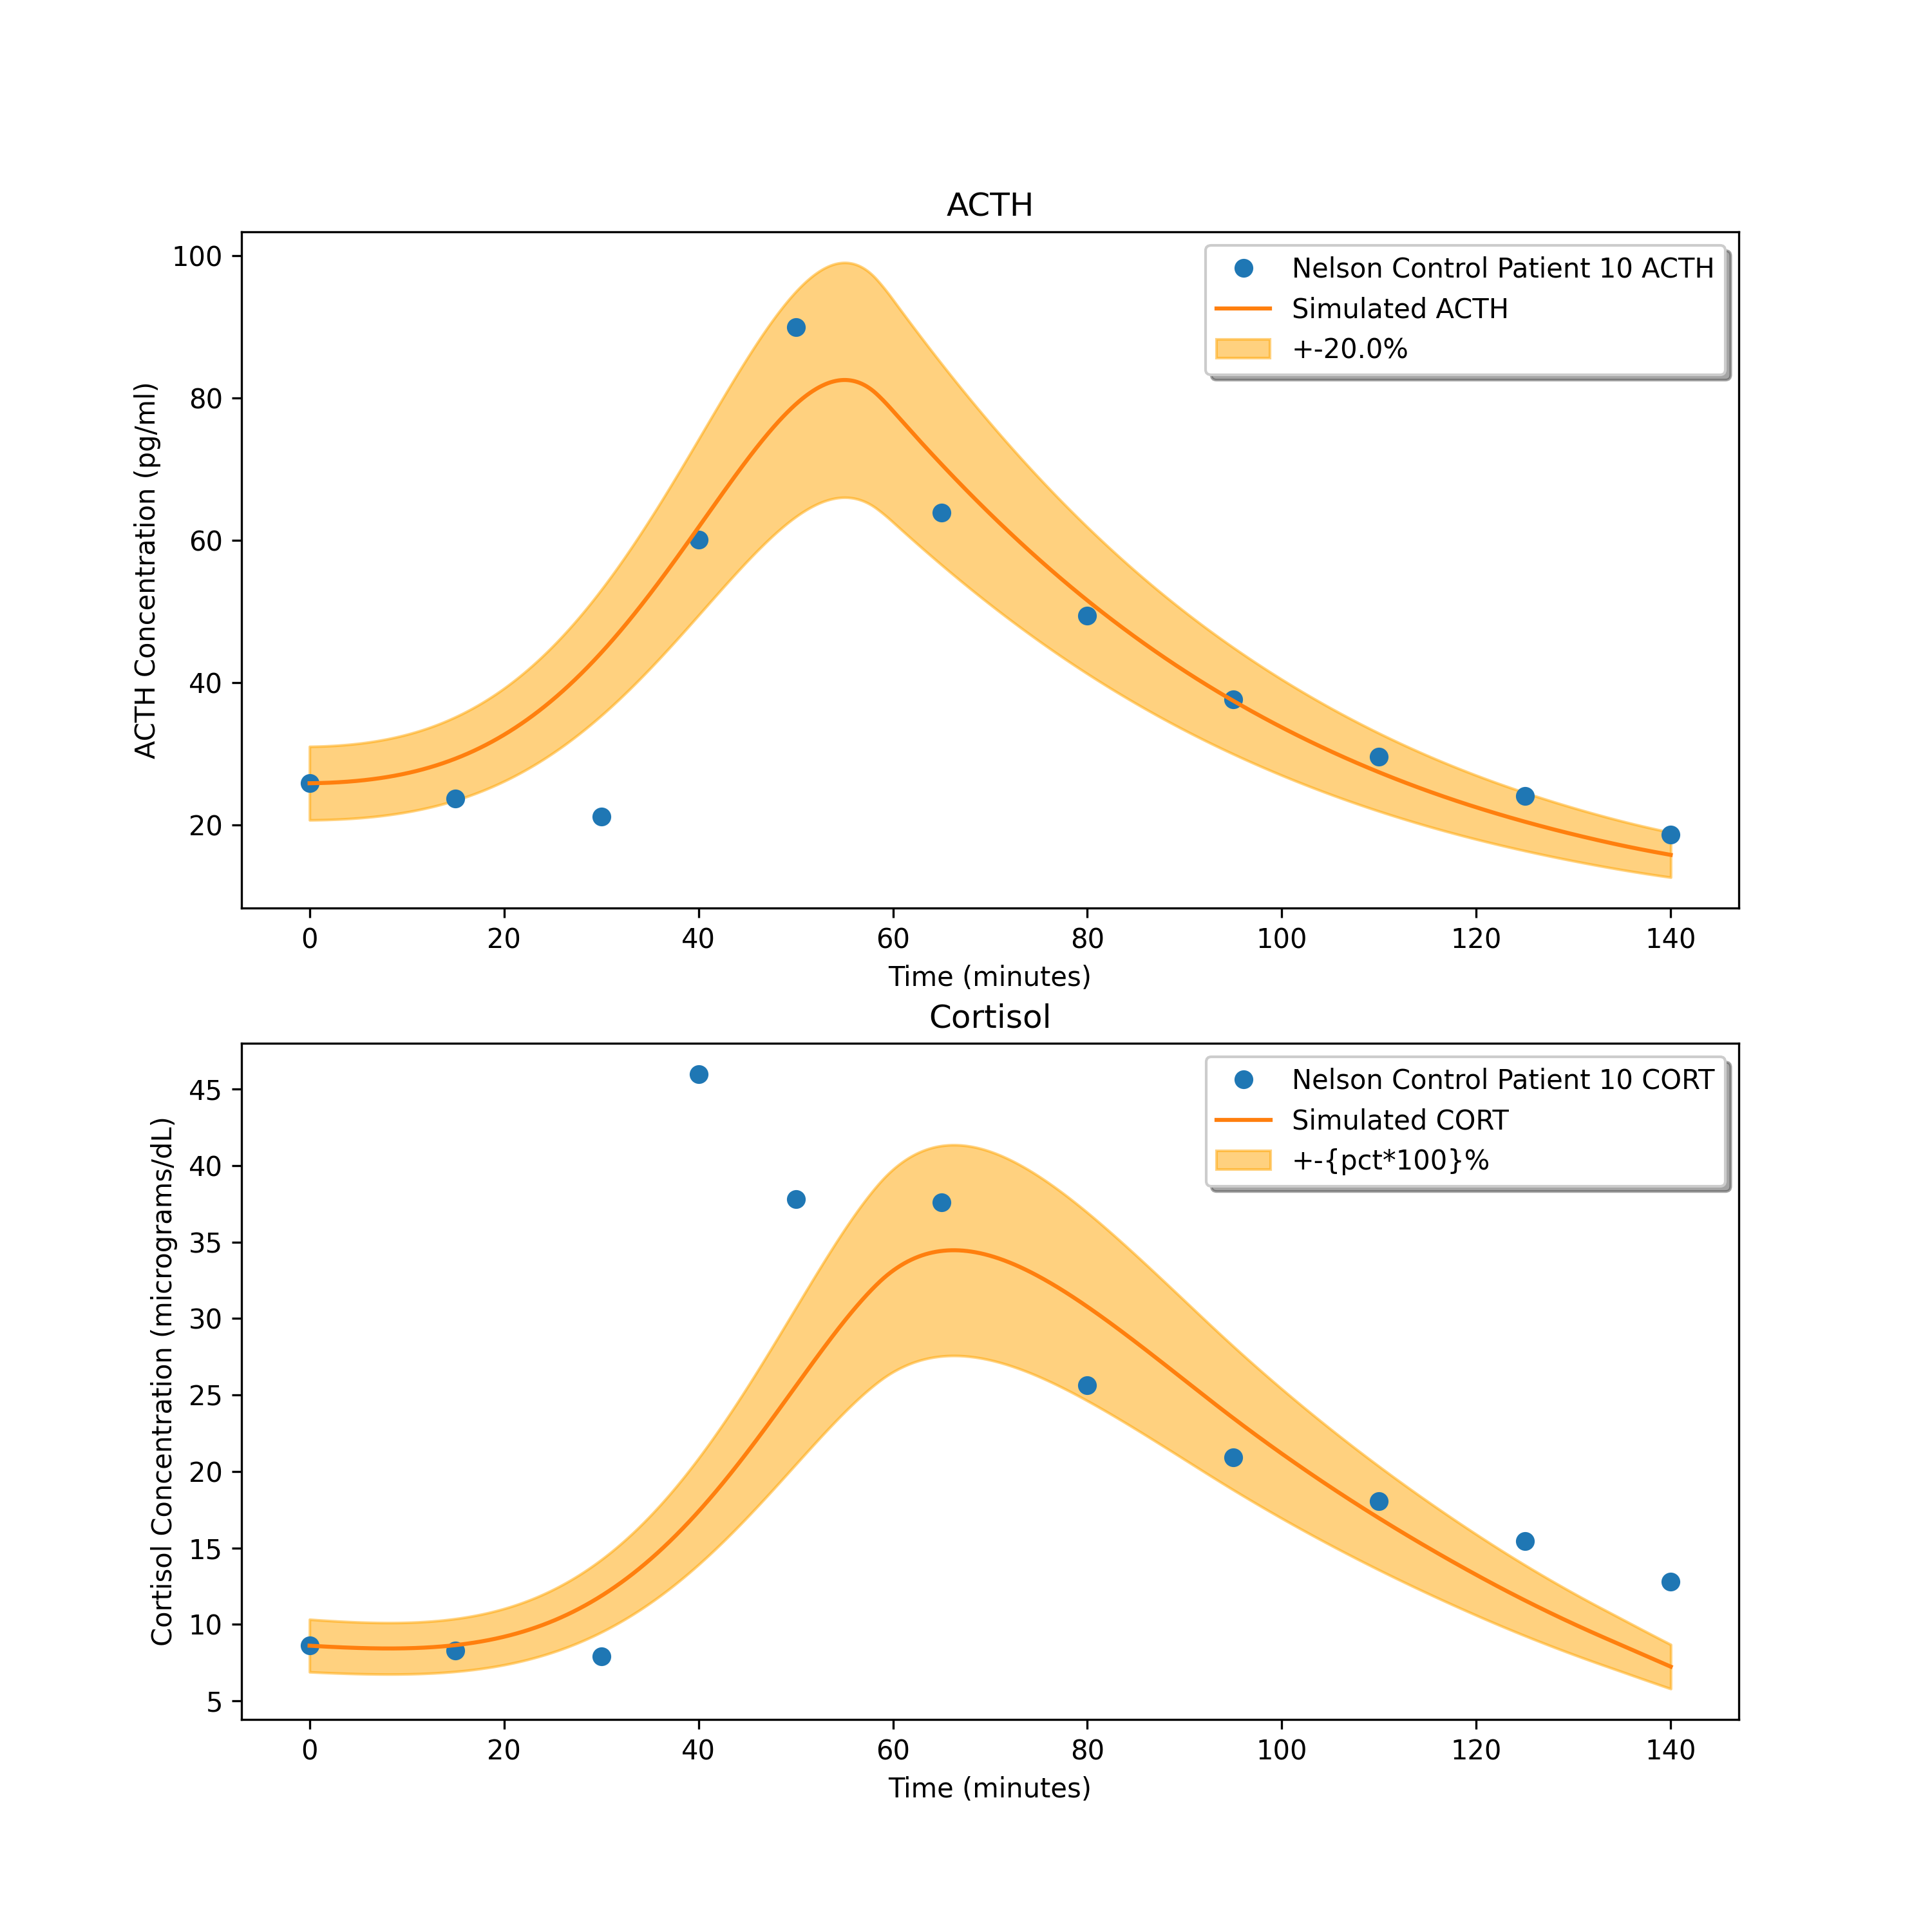 ACTH
Nelson Control Patient 10 ACTH
Simulated ACTH
+-20.0%
ACTH Concentration (pg/ml)
100
80
60
40
20
0 20 40 60 80 100 120 140
Time (minutes)
Cortisol
Nelson Control Patient 10 CORT
Simulated CORT
+-{pct*100}%
Cortisol Concentration (micrograms/dL)
45
40
35
30
25
20
15
10
5
0 20 40 60 80 100 120 140
Time (minutes)